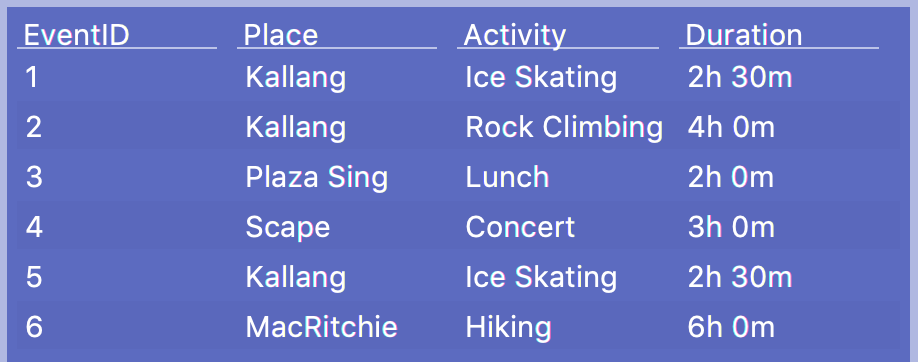 EventID Place Activity Duration
1 Kallang Ice Skating 2h 30m
2 Kallang Rock Climbing 4h 0m
3 Plaza Sing Lunch 2h 0m
4 Scape Concert 3h 0m
5 Kallang Ice Skating 2h 30m
6 MacRitchie Hiking 6h 0m